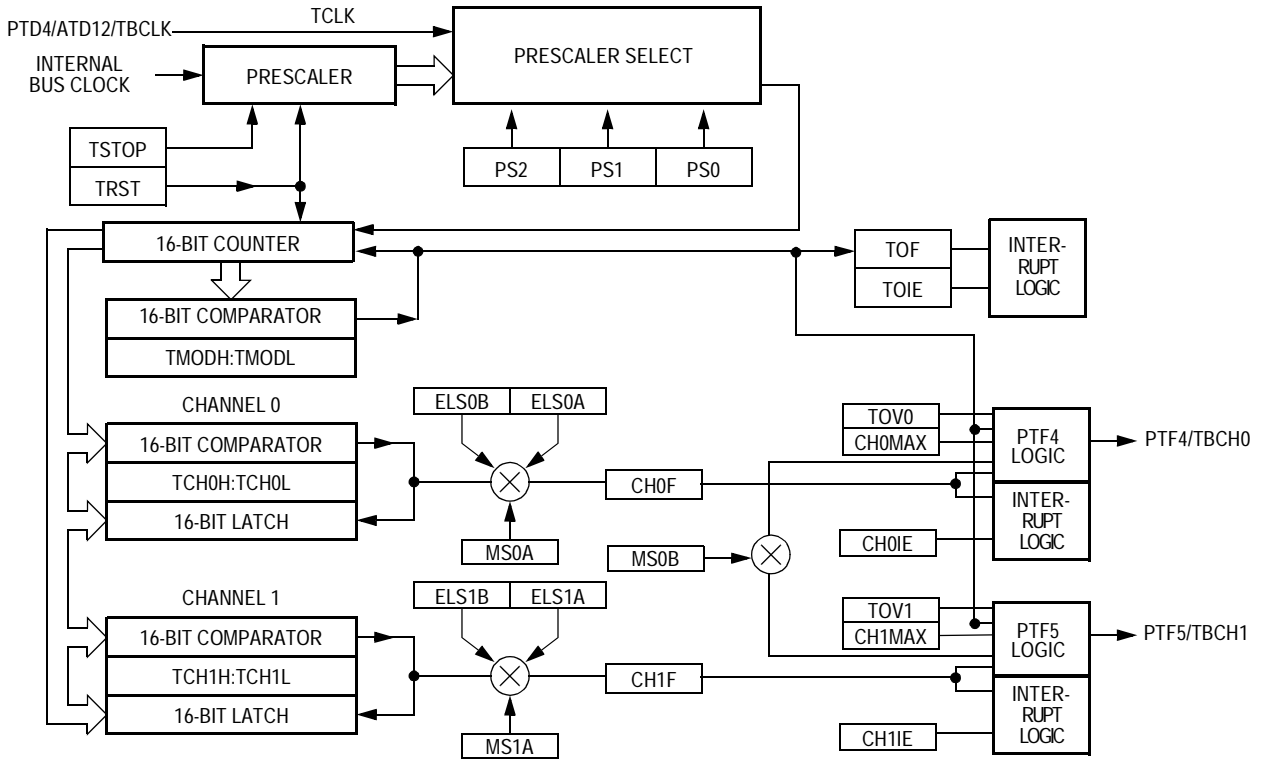 TCLK
PTD4/ATD12/TBCLK
PRESCALER SELECT
INTERNAL
BUS CLOCK
PRESCALER
TSTOP
TRST
PS2
PS1
PS0
16-BIT COUNTER
TOF
TOIE
INTER-
RUPT
LOGIC
16-BIT COMPARATOR
TMODH:TMODL
CHANNEL 0
ELS0B
ELS0A
16-BIT COMPARATOR
TCH0H:TCH0L
16-BIT LATCH
MS0A
CH0F
MS0B
TOV0
CH0MAX
PTF4
LOGIC
PTF4/TBCH0
INTER-
RUPT
LOGIC
CH0IE
CHANNEL 1
ELS1B
ELS1A
16-BIT COMPARATOR
TCH1H:TCH1L
16-BIT LATCH
MS1A
CH1F
TOV1
CH1MAX
PTF5
LOGIC
PTF5/TBCH1
INTER-
RUPT
LOGIC
CH1IE